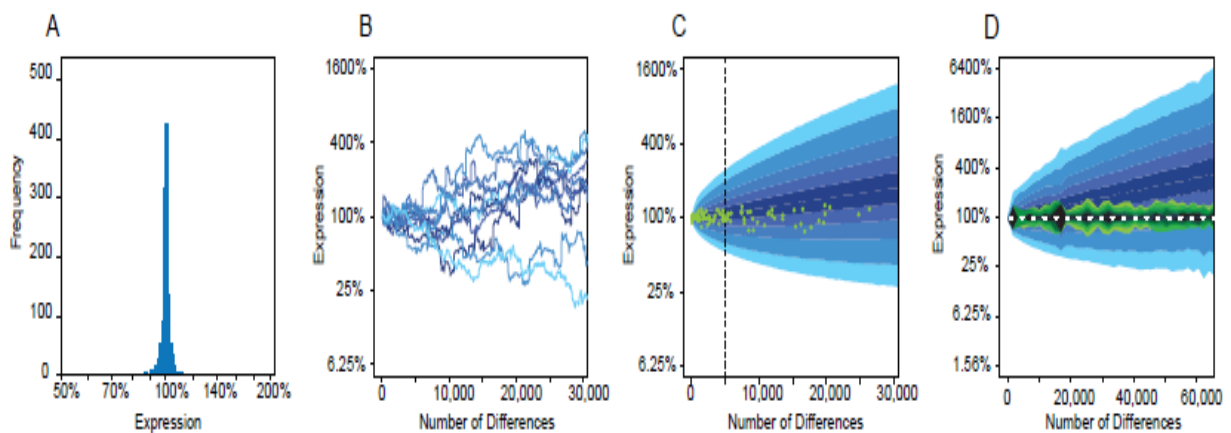 A
500
400
300
200
100
0
Frequency
50% 70% 100% 140% 200%
Expression
B
1600%
400%
100%
25%
6.25%
Expression
0 10,000 20,000 30,000
Number of Differences
C
1600%
400%
100%
25%
6.25%
Expression
0 10,000 20,000 30,000
Number of Differences
D
6400%
1600%
400%
100%
25%
6.25%
1.56%
Expression
0 20,000 40,000 60,000
Number of Differences